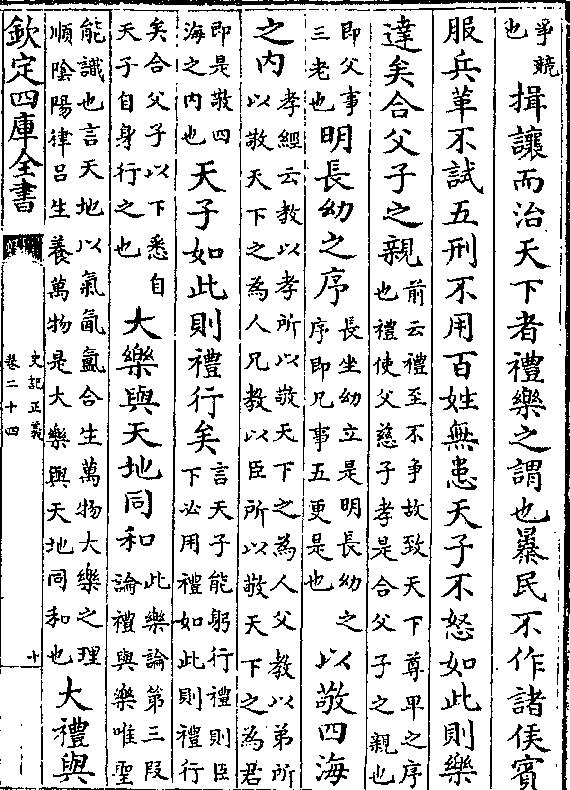 爭競也揖讓而治天下者禮樂之謂也暴民不作諸侯賓
服兵革不試五刑不用百姓無患天子不怒如此則樂
達矣合父子之親前云禮至不爭故致天下尊卑之序也禮使父慈子孝是合父子之親也
即父事三老也明長幼之序長坐幼立是明長幼之序即兄事五更是也以敬四海
之内孝經云教以孝所以敬天下之為人父教以弟所以敬天下之為人兄教以臣所以敬天下之為君
即是敬四海之内也天子如此則禮行矣言天子能躬行禮則臣下必用禮如此則禮行
矣合父子以下悉自天子自身行之也大樂與天地同和此樂論第三段論禮與樂唯聖
能識也言天地以氣氤氳合生萬物大樂之理順陰陽律吕生養萬物是大樂與天地同和也大禮與
欽定四庫全書
史記正義
卷二十四
十